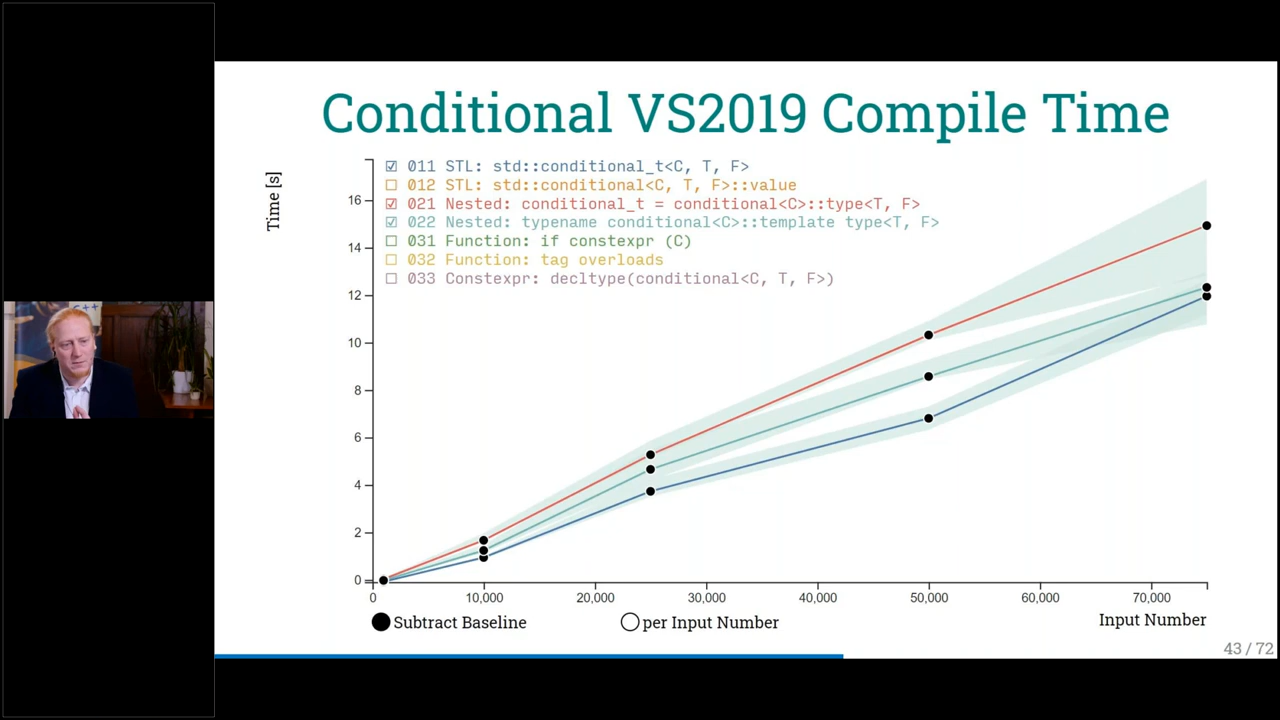 Conditional VS2019 Compile Time
Time [s]
☑ 011 STL: std::conditional_t<C, T, F>
☐ 012 STL: std::conditional<C, T, F>::value
☑ 021 Nested: conditional_t = conditional<C>::type<T, F>
☑ 022 Nested: typename conditional<C>::template type<T, F>
☐ 031 Function: if constexpr (C)
☐ 032 Function: tag overloads
☐ 033 Constexpr: decltype(conditional<C, T, F>)
16
14
12
10
8
6
4
2
0
0 10,000 20,000 30,000 40,000 50,000 60,000 70,000
Subtract Baseline per Input Number Input Number
43 / 72
C++